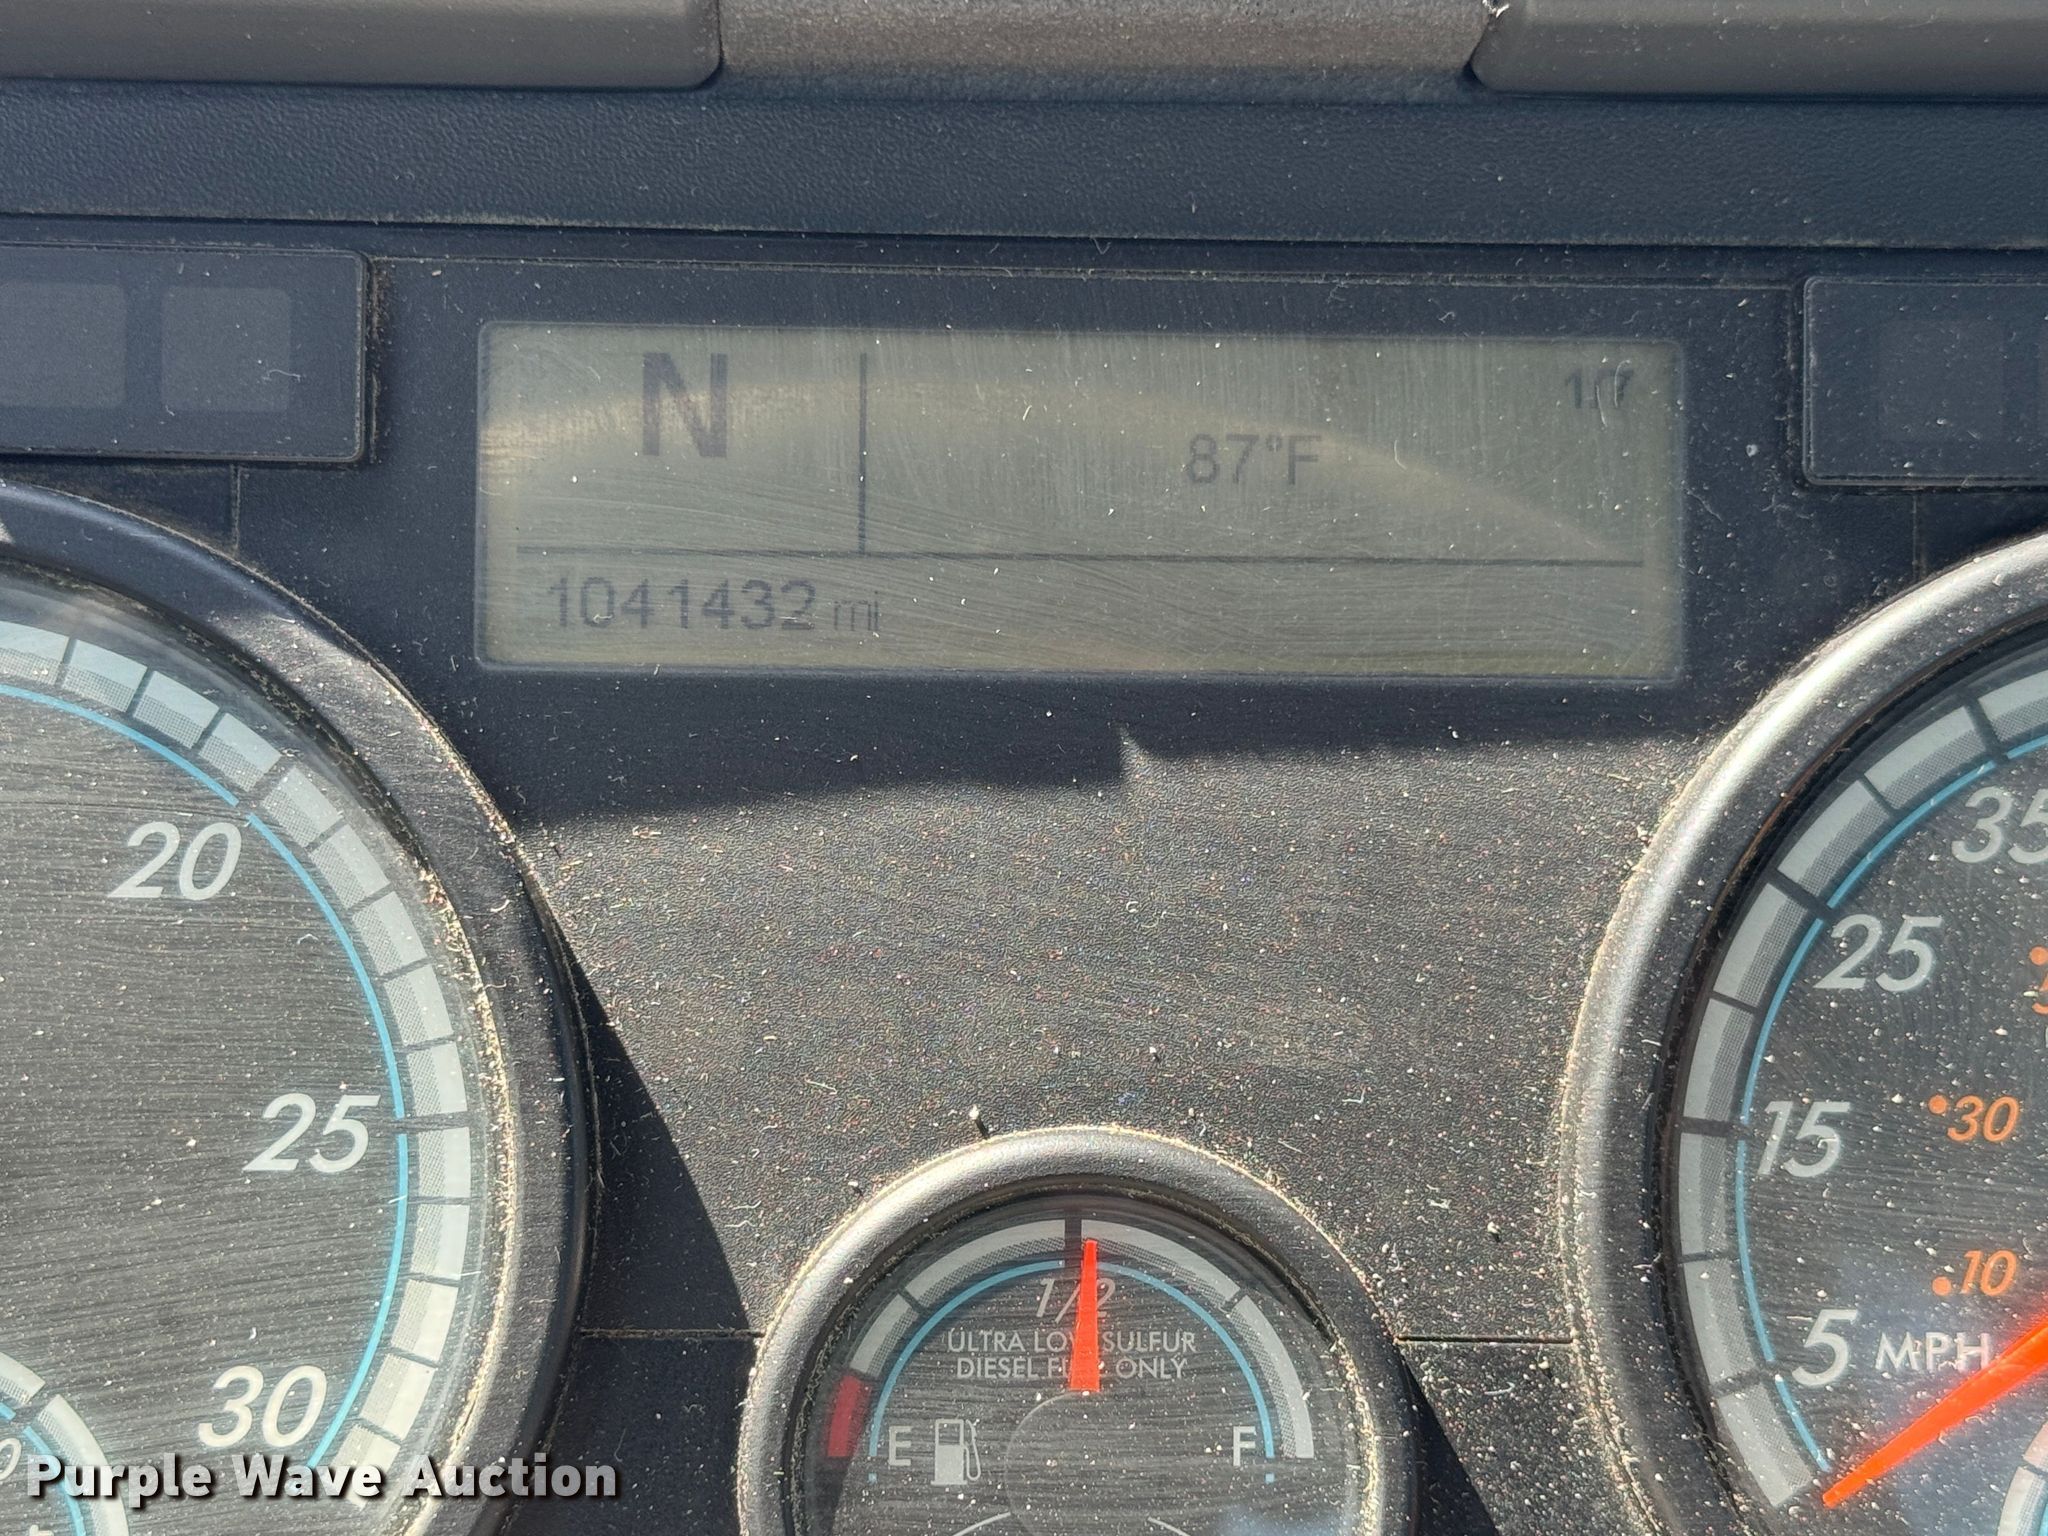 N
87°F
1041432 mi
20
25
30
35
25
15
5 MPH
30
10
1/2
ULTRA LOW SULFUR
DIESEL FUEL ONLY
E
F
Purple Wave Auction